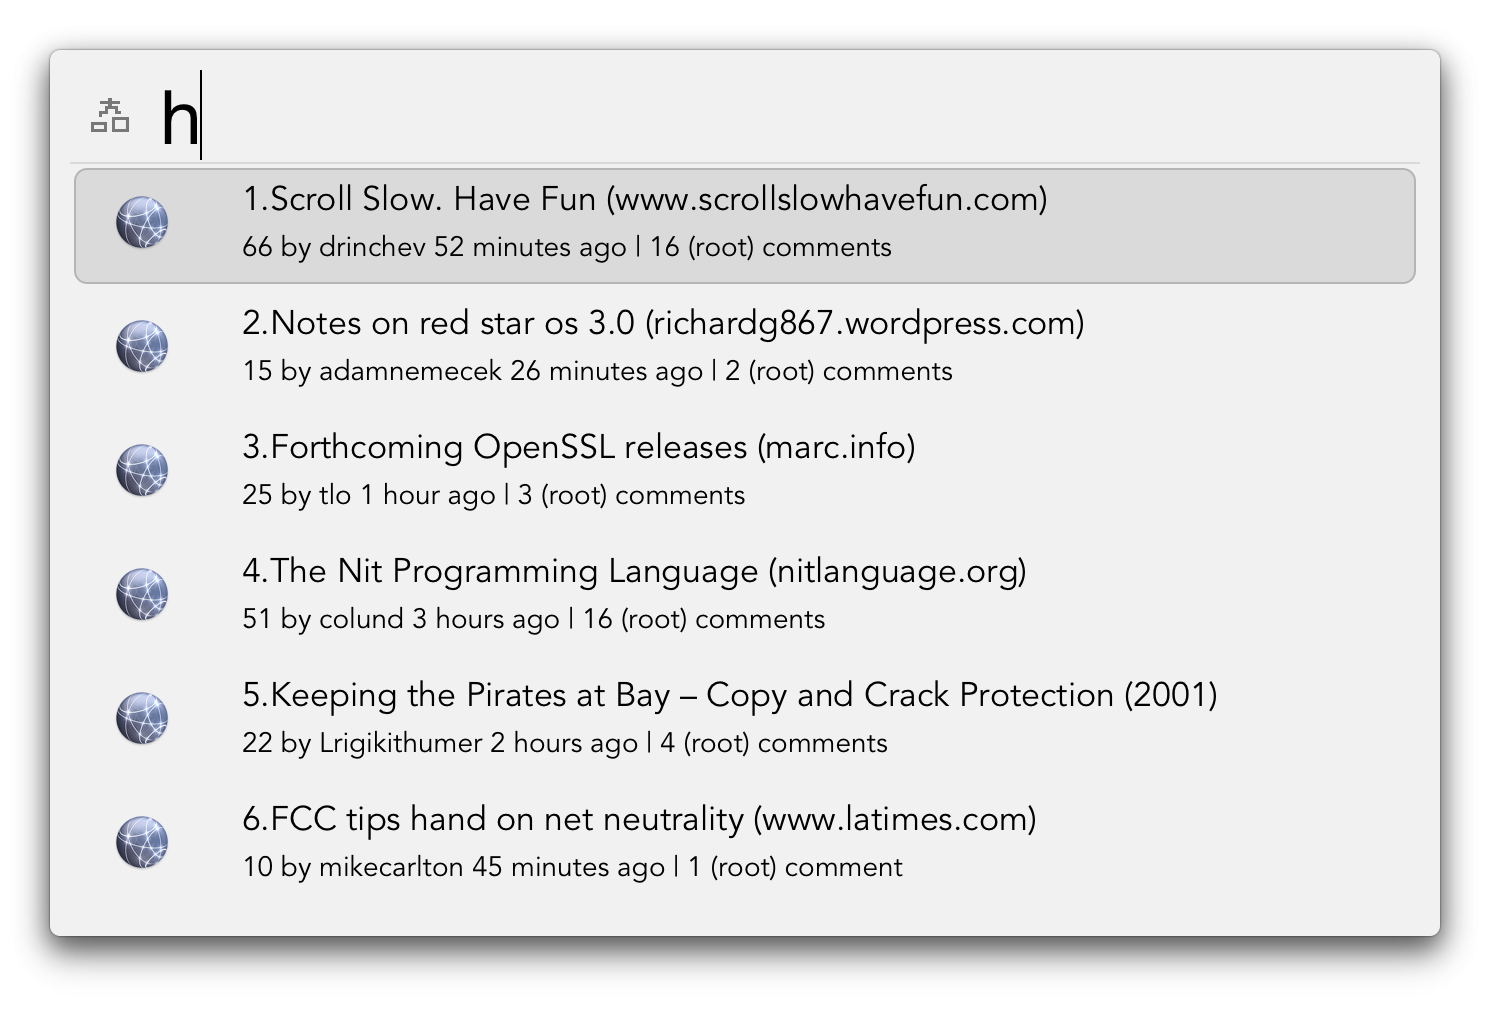 h
1.Scroll Slow. Have Fun (www.scrollslowhavefun.com)
66 by drinchev 52 minutes ago | 16 (root) comments
2.Notes on red star os 3.0 (richardg867.wordpress.com)
15 by adamnemecek 26 minutes ago | 2 (root) comments
3.Forthcoming OpenSSL releases (marc.info)
25 by tlo 1 hour ago | 3 (root) comments
4.The Nit Programming Language (nitlanguage.org)
51 by colund 3 hours ago | 16 (root) comments
5.Keeping the Pirates at Bay – Copy and Crack Protection (2001)
22 by Lrigikithumer 2 hours ago | 4 (root) comments
6.FCC tips hand on net neutrality (www.latimes.com)
10 by mikecarlton 45 minutes ago | 1 (root) comment